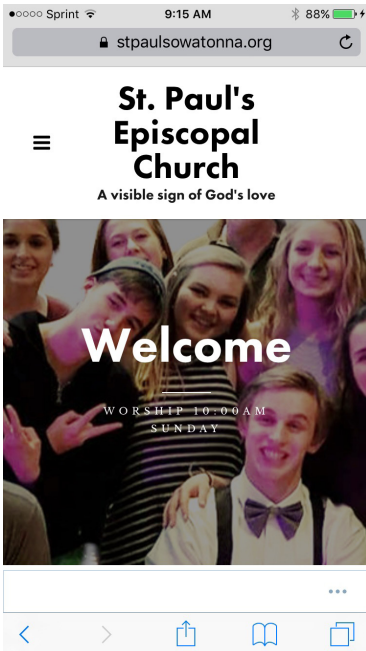 ●○○○○ Sprint 9:15 AM 88%
stpaulsowatonna.org
St. Paul's
Episcopal
Church
A visible sign of God's love
Welcome
WORSHIP 10:00AM
SUNDAY